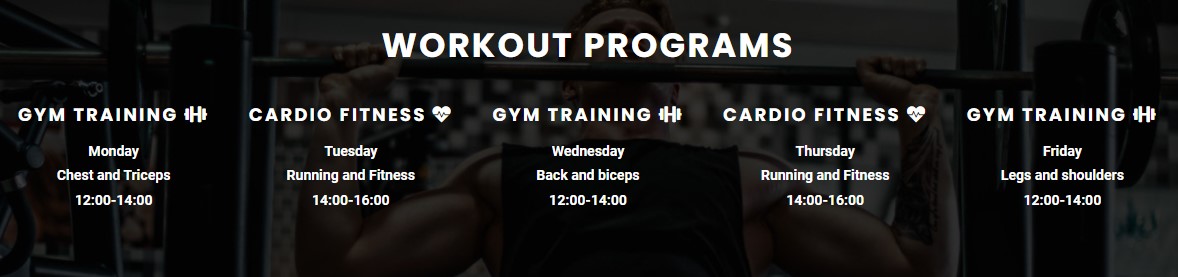 WORKOUT PROGRAMS
GYM TRAINING
Monday
Chest and Triceps
12:00-14:00
CARDIO FITNESS
Tuesday
Running and Fitness
14:00-16:00
GYM TRAINING
Wednesday
Back and biceps
12:00-14:00
CARDIO FITNESS
Thursday
Running and Fitness
14:00-16:00
GYM TRAINING
Friday
Legs and shoulders
12:00-14:00